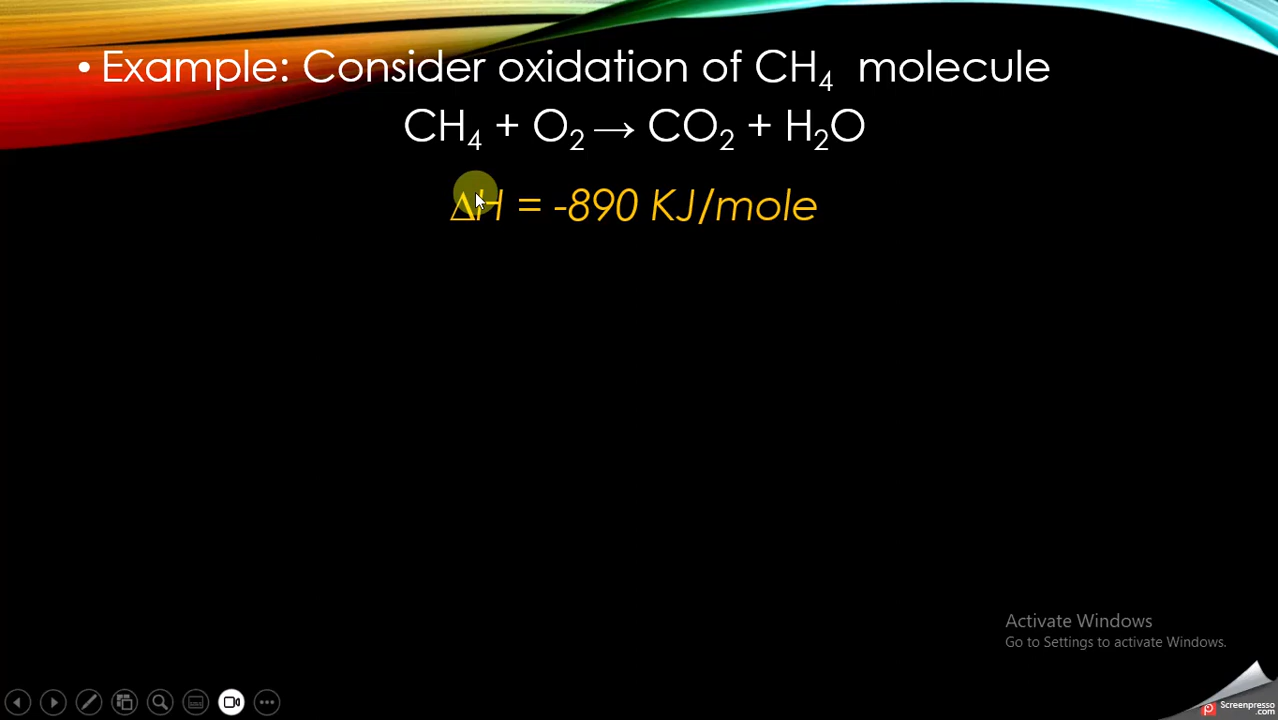 • Example: Consider oxidation of CH₄ molecule
CH₄ + O₂ → CO₂ + H₂O
ΔH = -890 KJ/mole
Activate Windows
Go to Settings to activate Windows.
Screenpresso
.com